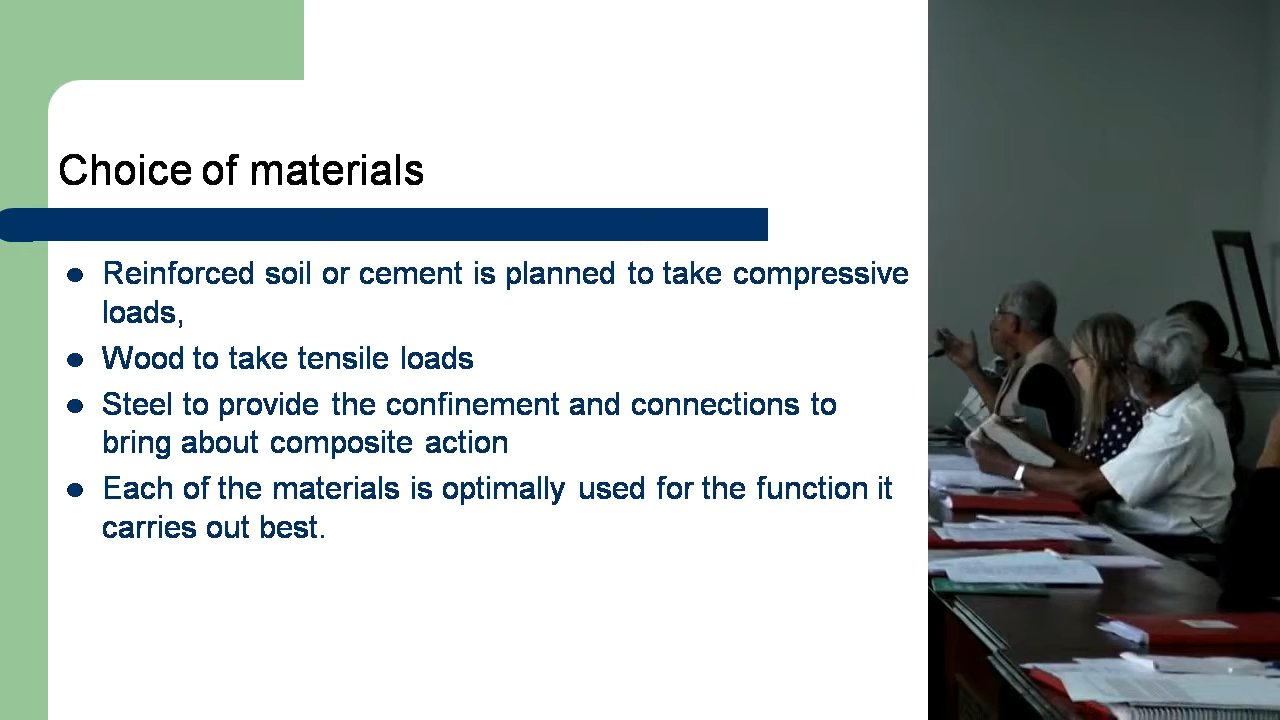 Choice of materials
Reinforced soil or cement is planned to take compressive
loads,
Wood to take tensile loads
Steel to provide the confinement and connections to
bring about composite action
Each of the materials is optimally used for the function it
carries out best.